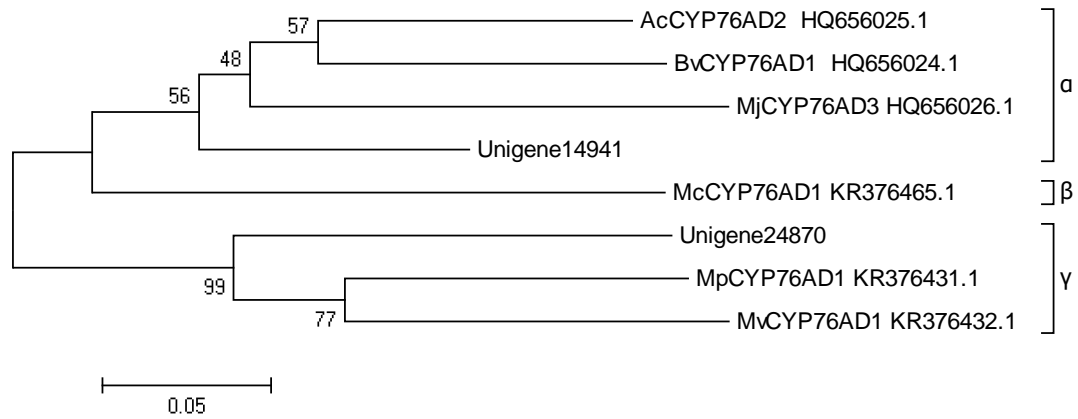 57
AcCYP76AD2 HQ656025.1
48
BvCYP76AD1 HQ656024.1
α
56
MjCYP76AD3 HQ656026.1
Unigene14941
McCYP76AD1 KR376465.1
β
Unigene24870
99
MpCYP76AD1 KR376431.1
γ
77
MvCYP76AD1 KR376432.1
0.05